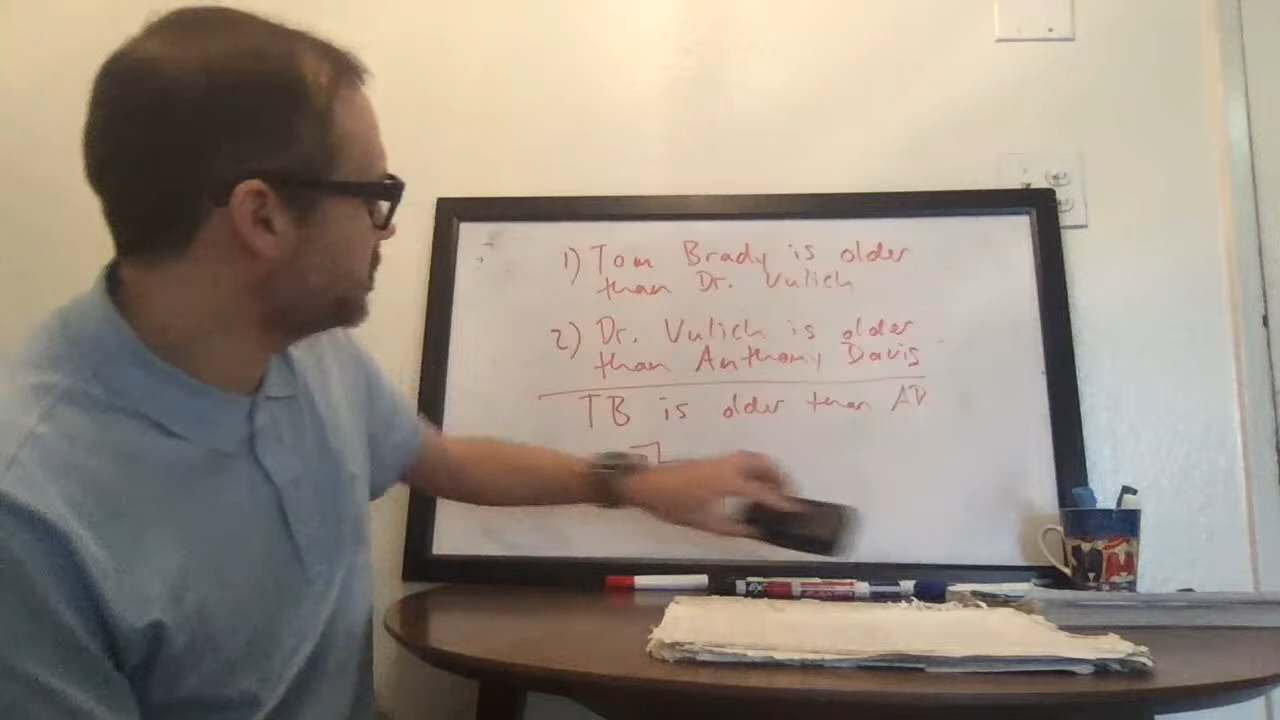 1) Tom Brady is older
than Dr. Vulich
2) Dr. Vulich is older
than Anthony Davis
TB is older than AD